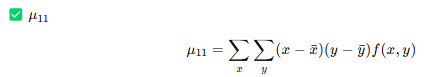 ✅ μ₁₁
μ₁₁ = ∑ₓ ∑ᵧ (x − x̄)(y − ȳ)f(x, y)